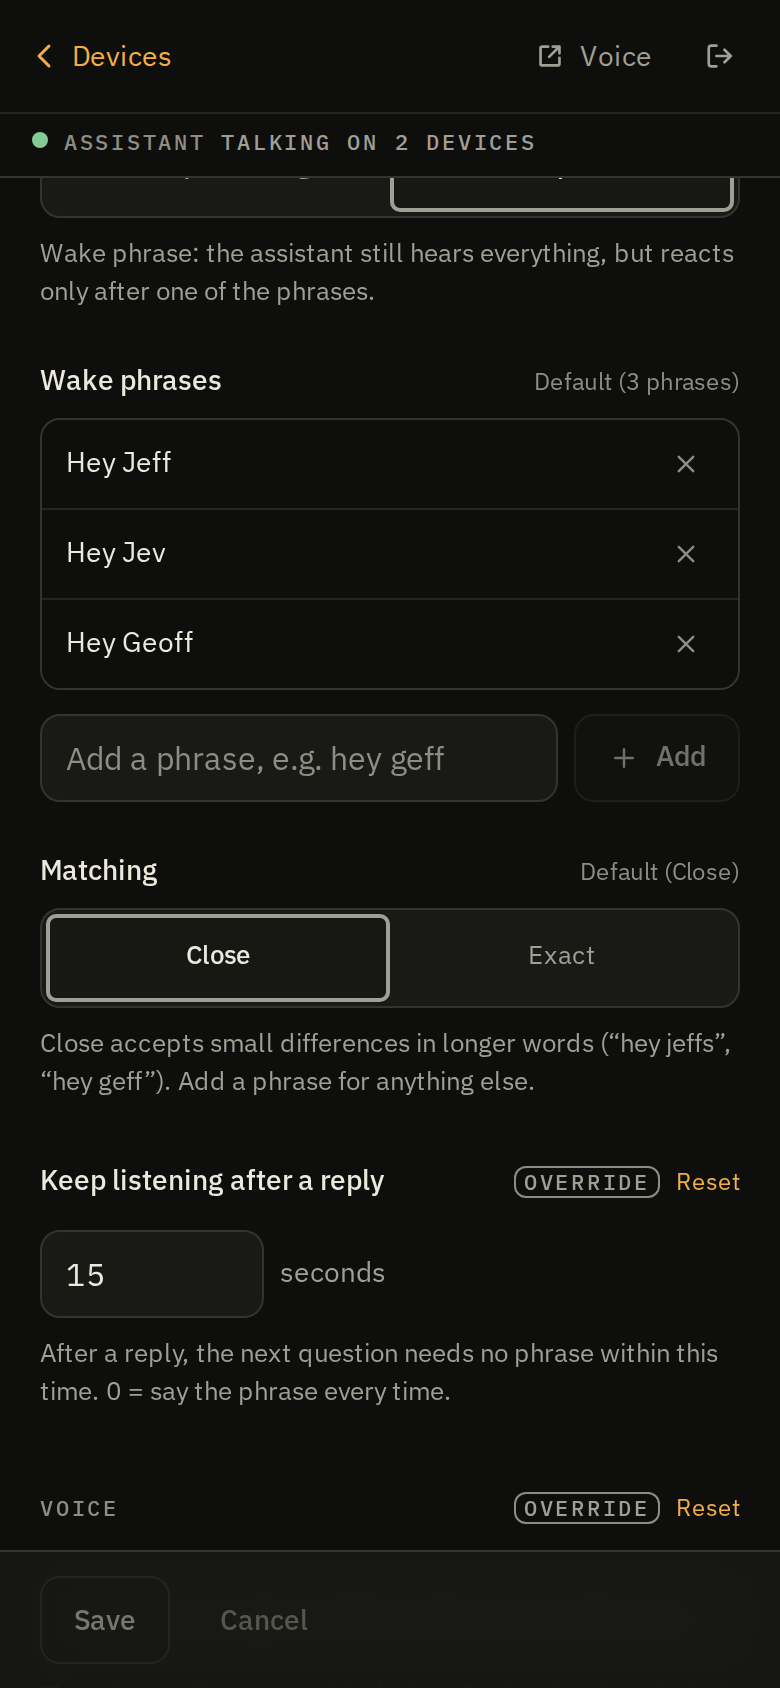 Devices
Voice
ASSISTANT TALKING ON 2 DEVICES
Wake phrase: the assistant still hears everything, but reacts
only after one of the phrases.
Wake phrases
Default (3 phrases)
Hey Jeff
Hey Jev
Hey Geoff
Add a phrase, e.g. hey geff
Add
Matching
Default (Close)
Close
Exact
Close accepts small differences in longer words (“hey jeffs”,
“hey geff”). Add a phrase for anything else.
Keep listening after a reply
OVERRIDE
Reset
15
seconds
After a reply, the next question needs no phrase within this
time. 0 = say the phrase every time.
VOICE
OVERRIDE
Reset
Save
Cancel